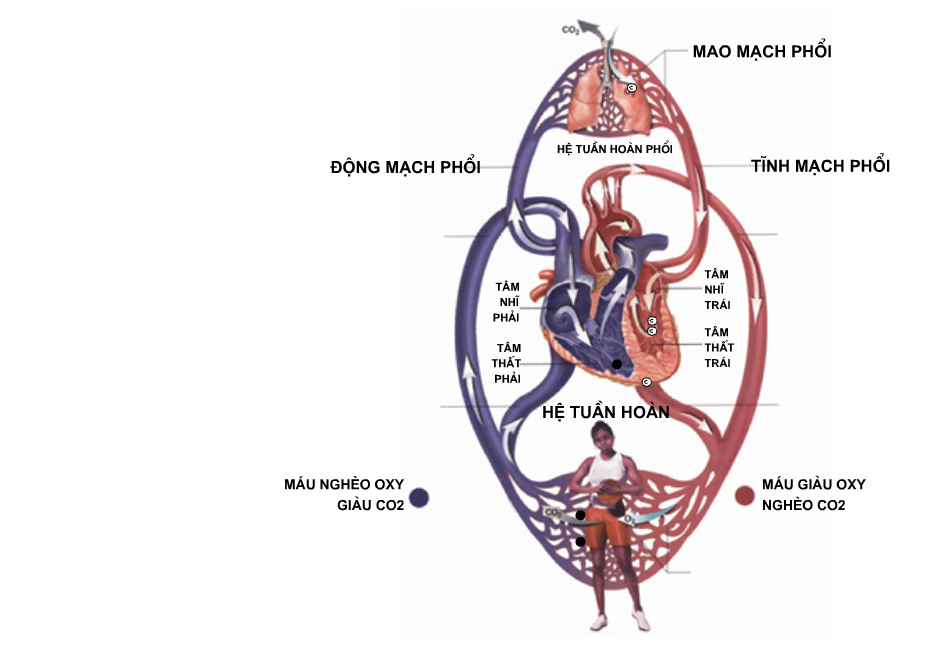 CO2
MAO MẠCH PHỔI
C
HỆ TUẦN HOÀN PHỔI
ĐỘNG MẠCH PHỔI
TĨNH MẠCH PHỔI
TÂM
NHĨ
PHẢI
TÂM
NHĨ
TRÁI
C
C
TÂM
THẤT
PHẢI
TÂM
THẤT
TRÁI
C
HỆ TUẦN HOÀN
MÁU NGHÈO OXY
GIÀU CO2
MÁU GIÀU OXY
NGHÈO CO2
CO2
O2